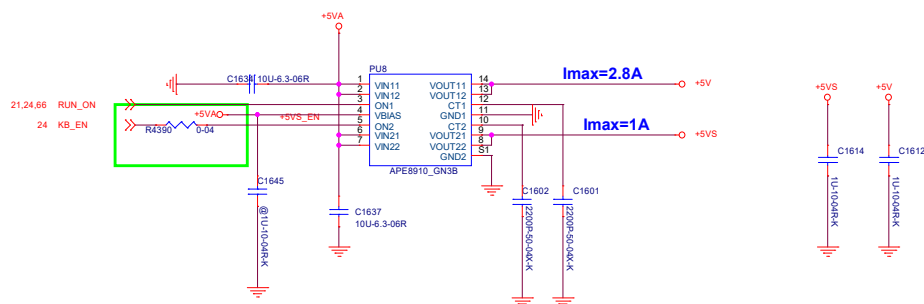 +5VA
PU8
C1634 10U-6.3-06R
1 VIN11 VOUT11 14
2 VIN12 VOUT12 13
3 ON1 CT1 12
4 VBIAS GND1 11
5 ON2 CT2 10
6 VIN21 VOUT21 9
7 VIN22 VOUT22 8
GND2 S1
APE8910_GN3B
Imax=2.8A
+5V
Imax=1A
+5VS
21,24,66 RUN_ON
+5VA
+5VS_EN
24 KB_EN
R4390 0-04
C1645
@1U-10-04R-K
C1637
10U-6.3-06R
C1602
2200P-50-04X-K
C1601
2200P-50-04X-K
+5VS
C1614
1U-10-04R-K
+5V
C1612
1U-10-04R-K